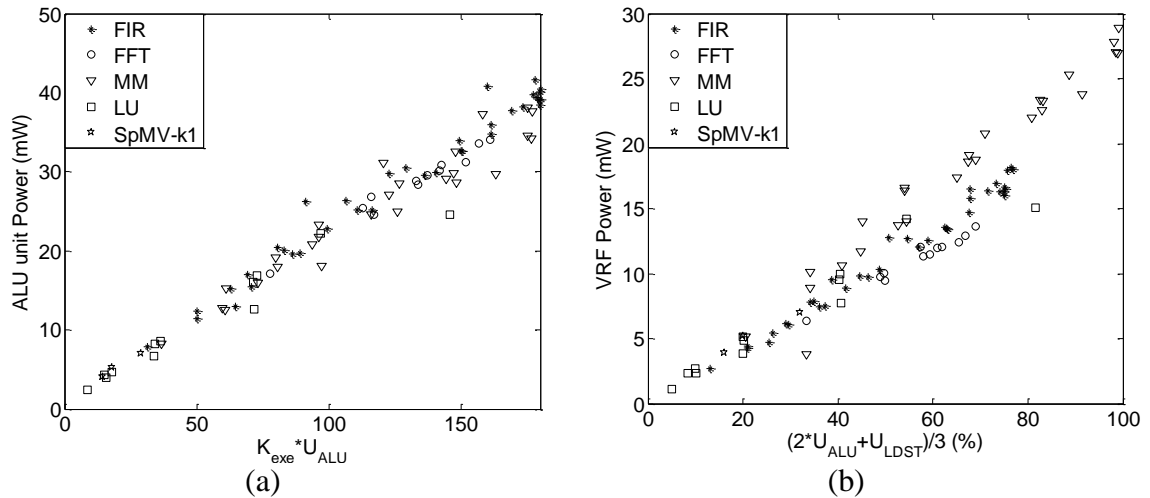 50
40
30
20
10
0
0
50
100
150
ALU unit Power (mW)
K_exe*U_ALU
FIR
FFT
MM
LU
SpMV-k1
(a)
30
25
20
15
10
5
0
0
20
40
60
80
100
VRF Power (mW)
(2*U_ALU+U_LDST)/3 (%)
FIR
FFT
MM
LU
SpMV-k1
(b)